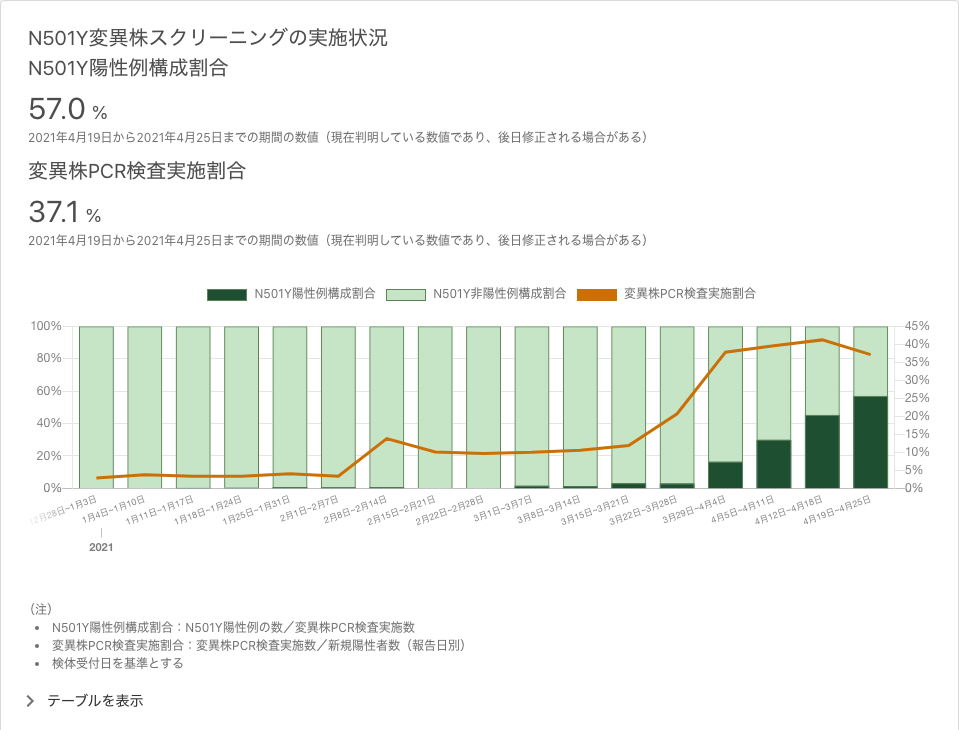 N501Y変異株スクリーニングの実施状況
N501Y陽性例構成割合
57.0 %
2021年4月19日から2021年4月25日までの期間の数値（現在判明している数値であり、後日修正される場合がある）
変異株PCR検査実施割合
37.1 %
2021年4月19日から2021年4月25日までの期間の数値（現在判明している数値であり、後日修正される場合がある）
N501Y陽性例構成割合 N501Y非陽性例構成割合 変異株PCR検査実施割合
100% 45%
80% 40%
60% 35%
40% 30%
20% 25%
0% 20%
15%
10%
5%
0%
12月28日~1月3日
1月4日~1月10日
1月11日~1月17日
1月18日~1月24日
1月25日~1月31日
2月1日~2月7日
2月8日~2月14日
2月15日~2月21日
2月22日~2月28日
3月1日~3月7日
3月8日~3月14日
3月15日~3月21日
3月22日~3月28日
3月29日~4月4日
4月5日~4月11日
4月12日~4月18日
4月19日~4月25日
2021
（注）
• N501Y陽性例構成割合：N501Y陽性例の数／変異株PCR検査実施数
• 変異株PCR検査実施割合：変異株PCR検査実施数／新規陽性者数（報告日別）
• 検体受付日を基準とする
テーブルを表示